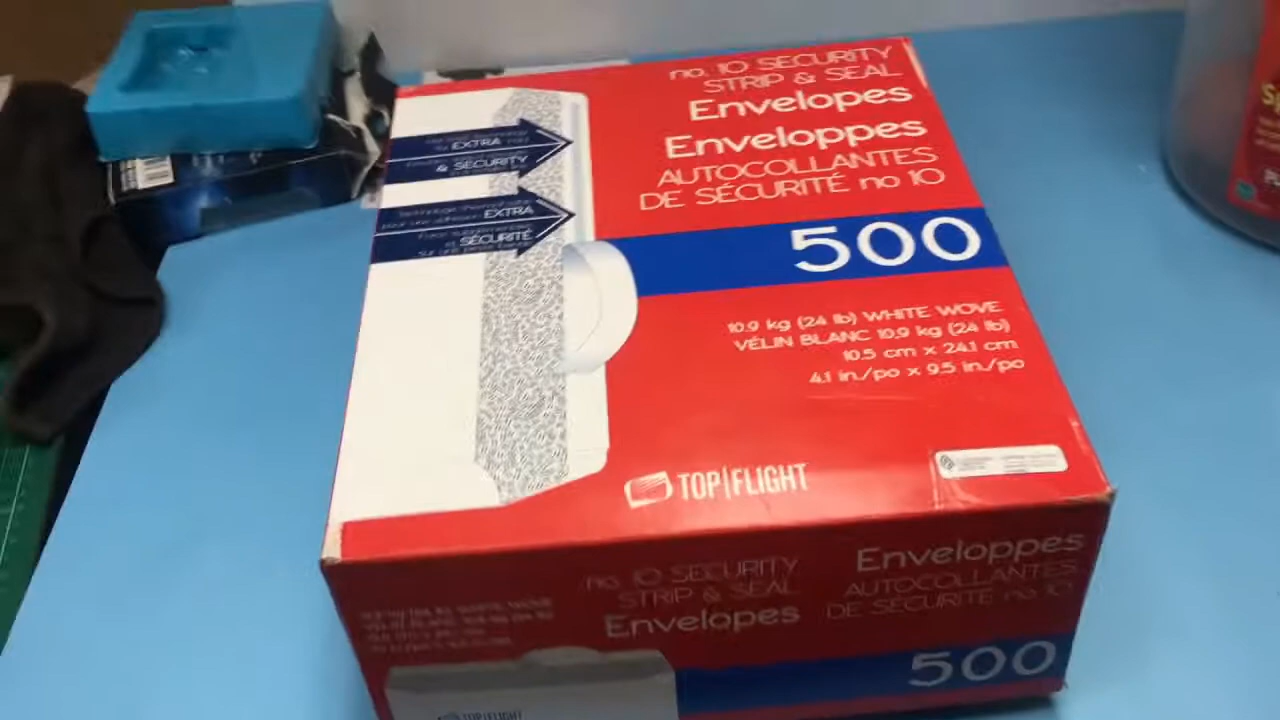 no. 10 SECURITY
STRIP & SEAL
Envelopes
Enveloppes
AUTOCOLLANTES
DE SÉCURITÉ no 10
500
EXTRA
& SECURITY
EXTRA
SÉCURITÉ
10.9 kg (24 lb) WHITE WOVE
VÉLIN BLANC 10,9 kg (24 lb)
10.5 cm x 24.1 cm
4.1 in./po x 9.5 in./po
TOP|FLIGHT
no. 10 SECURITY
STRIP & SEAL
Envelopes
Enveloppes
AUTOCOLLANTES
DE SÉCURITÉ no 10
500
TOP|FLIGHT